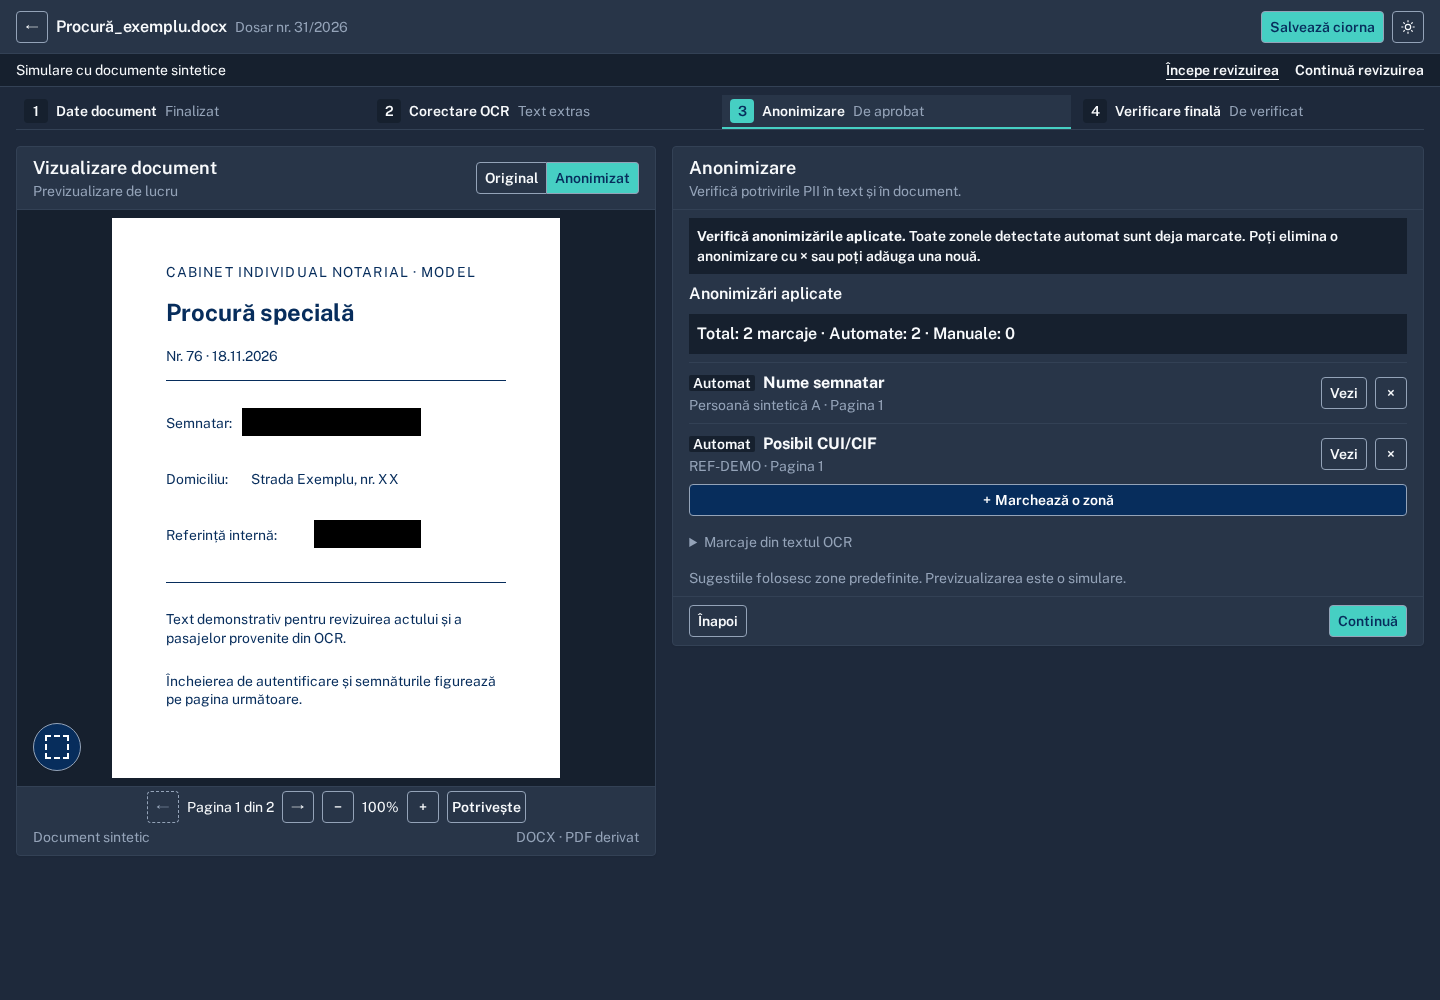 ← Procură_exemplu.docx Dosar nr. 31/2026
Salvează ciorna
Simulare cu documente sintetice
Începe revizuirea Continuă revizuirea
1 Date document Finalizat
2 Corectare OCR Text extras
3 Anonimizare De aprobat
4 Verificare finală De verificat
Vizualizare document
Previzualizare de lucru
Original Anonimizat
CABINET INDIVIDUAL NOTARIAL · MODEL
Procură specială
Nr. 76 · 18.11.2026
Semnatar:
Domiciliu: Strada Exemplu, nr. XX
Referință internă:
Text demonstrativ pentru revizuirea actului și a
pasajelor provenite din OCR.
Încheierea de autentificare și semnăturile figurează
pe pagina următoare.
← Pagina 1 din 2 → − 100% + Potrivește
Document sintetic
DOCX · PDF derivat
Anonimizare
Verifică potrivirile PII în text și în document.
Verifică anonimizările aplicate. Toate zonele detectate automat sunt deja marcate. Poți elimina o
anonimizare cu × sau poți adăuga una nouă.
Anonimizări aplicate
Total: 2 marcaje · Automate: 2 · Manuale: 0
Automat Nume semnatar
Persoană sintetică A · Pagina 1
Vezi ×
Automat Posibil CUI/CIF
REF-DEMO · Pagina 1
Vezi ×
+ Marchează o zonă
▶ Marcaje din textul OCR
Sugestiile folosesc zone predefinite. Previzualizarea este o simulare.
Înapoi
Continuă